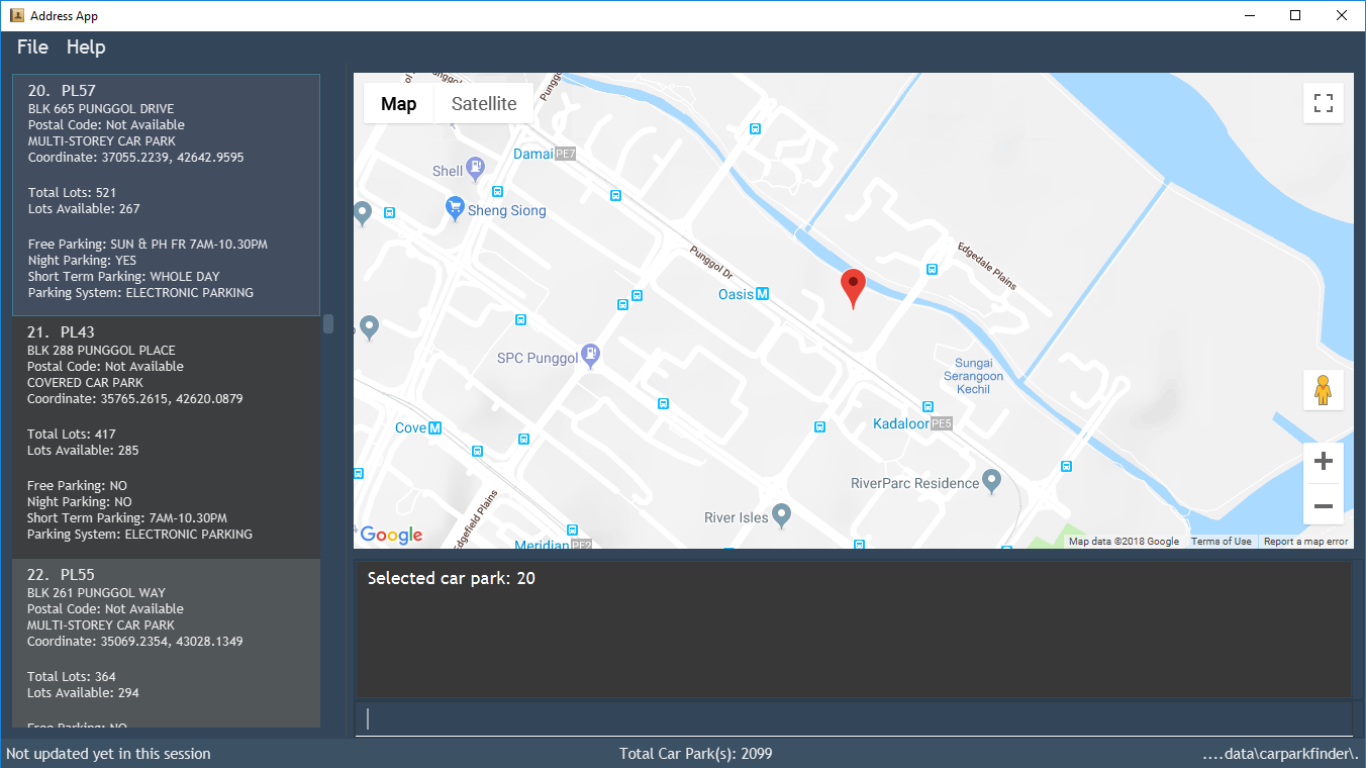 Address App
File Help
20. PL57
BLK 665 PUNGGOL DRIVE
Postal Code: Not Available
MULTI-STOREY CAR PARK
Coordinate: 37055.2239, 42642.9595
Total Lots: 521
Lots Available: 267
Free Parking: SUN & PH FR 7AM-10.30PM
Night Parking: YES
Short Term Parking: WHOLE DAY
Parking System: ELECTRONIC PARKING
21. PL43
BLK 288 PUNGGOL PLACE
Postal Code: Not Available
COVERED CAR PARK
Coordinate: 35765.2615, 42620.0879
Total Lots: 417
Lots Available: 285
Free Parking: NO
Night Parking: NO
Short Term Parking: 7AM-10.30PM
Parking System: ELECTRONIC PARKING
22. PL55
BLK 261 PUNGGOL WAY
Postal Code: Not Available
MULTI-STOREY CAR PARK
Coordinate: 35069.2354, 43028.1349
Total Lots: 364
Lots Available: 294
Free Parking: NO
Map Satellite
Damai PE7
Shell
Sheng Siong
Punggol Dr
Edgedale Plains
Oasis M
SPC Punggol
Sungai
Serangoon
Kechil
Cove M
Kadaloor PE5
RiverParc Residence
River Isles
Edgefield Plains
Meridian PE2
Google
Map data ©2018 Google Terms of Use Report a map error
Selected car park: 20
Not updated yet in this session
Total Car Park(s): 2099
....data\carparkfinder\.